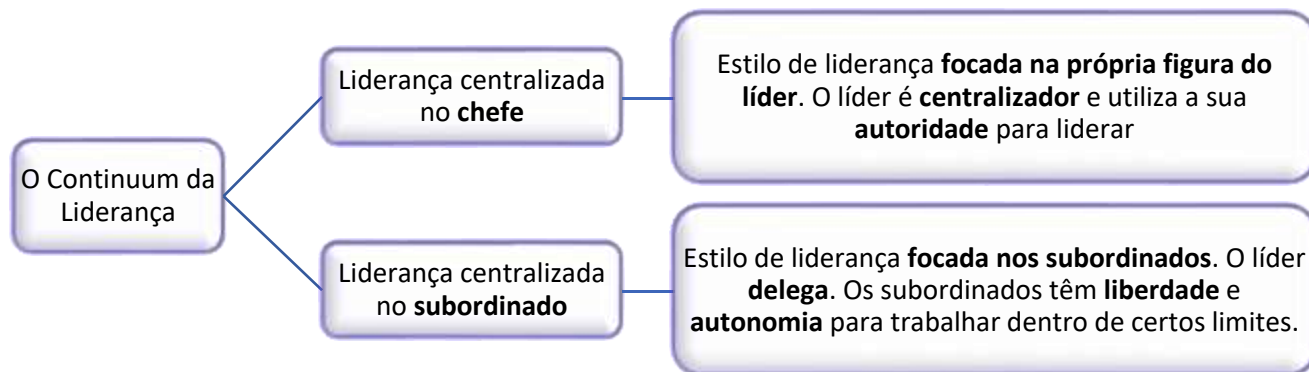 O Continuum da
Liderança
Liderança centralizada
no chefe
Estilo de liderança focada na própria figura do
líder. O líder é centralizador e utiliza a sua
autoridade para liderar
Liderança centralizada
no subordinado
Estilo de liderança focada nos subordinados. O líder
delega. Os subordinados têm liberdade e
autonomia para trabalhar dentro de certos limites.